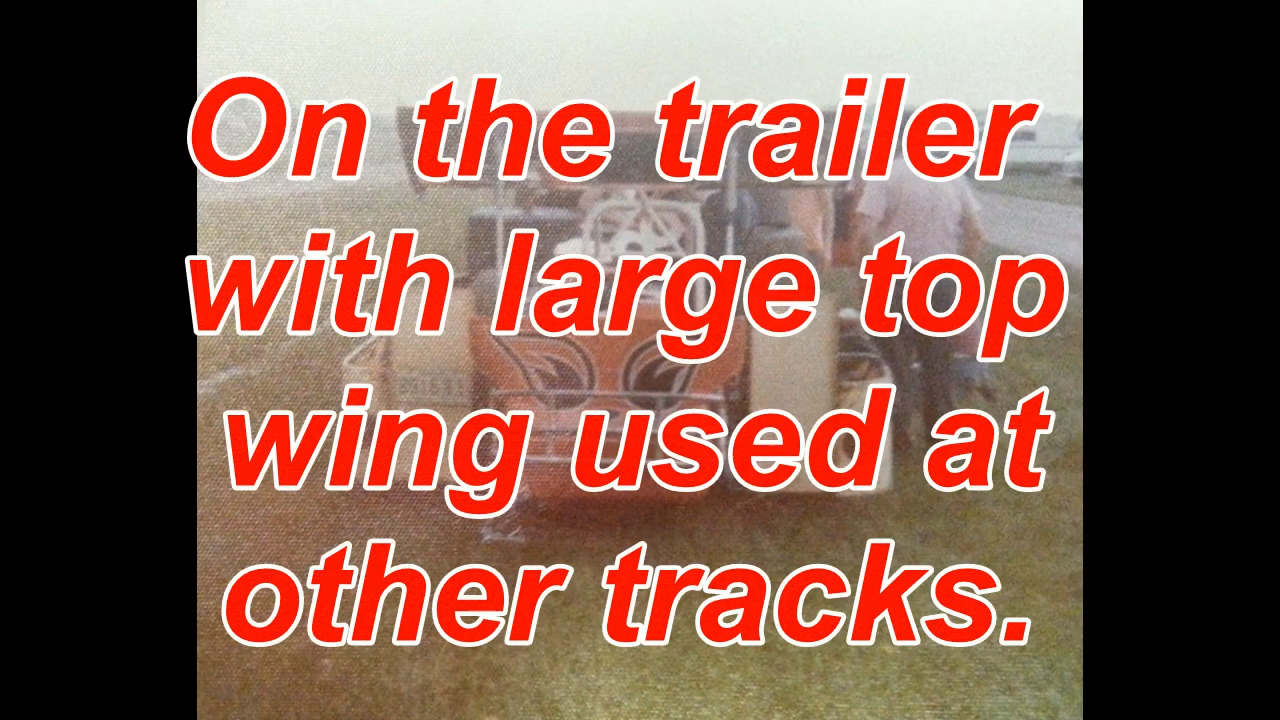 On the trailer
with large top
wing used at
other tracks.